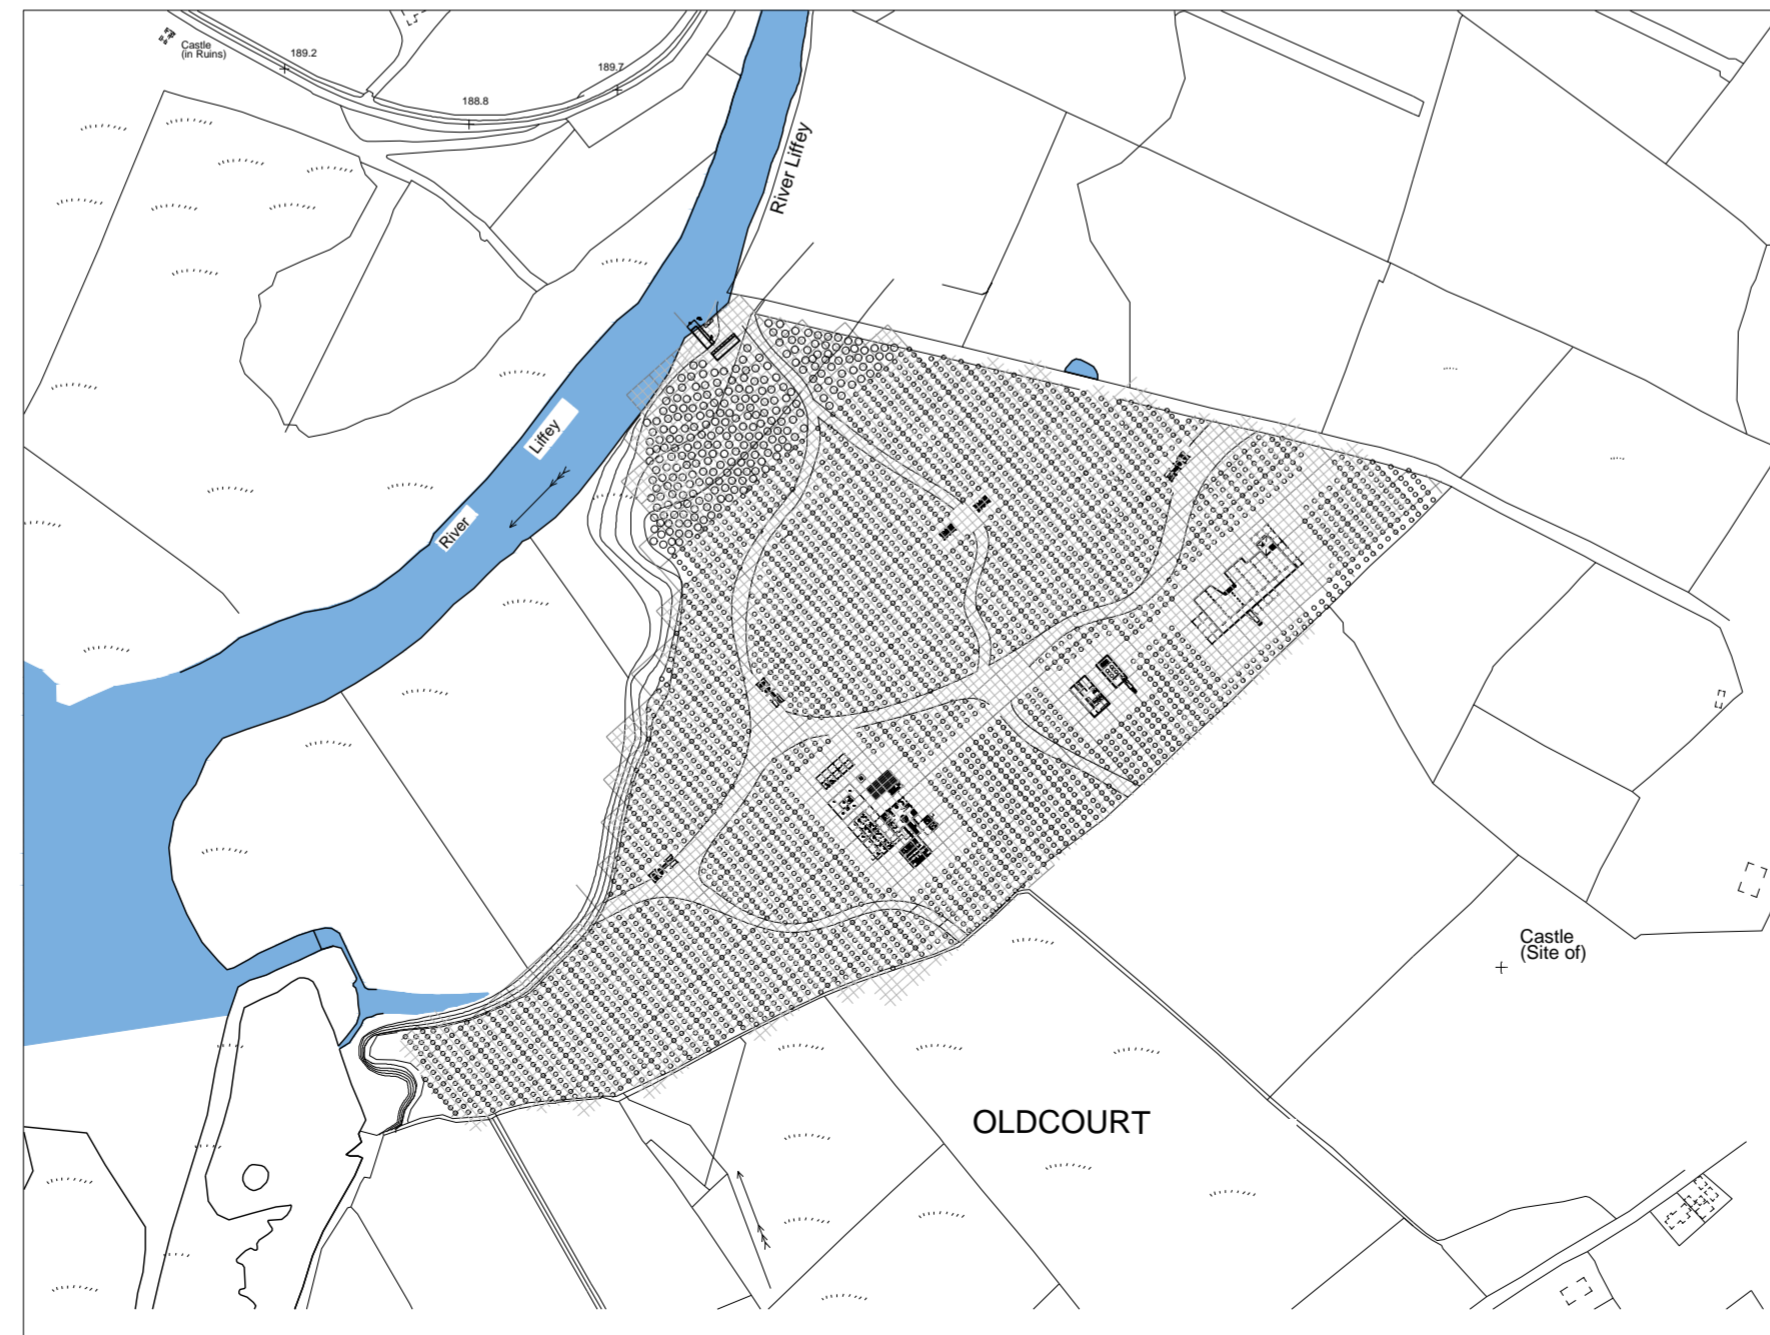 Castle
(in Ruins)
189.2
189.7
188.8
River Liffey
Liffey
River
Castle
(Site of)
OLDCOURT